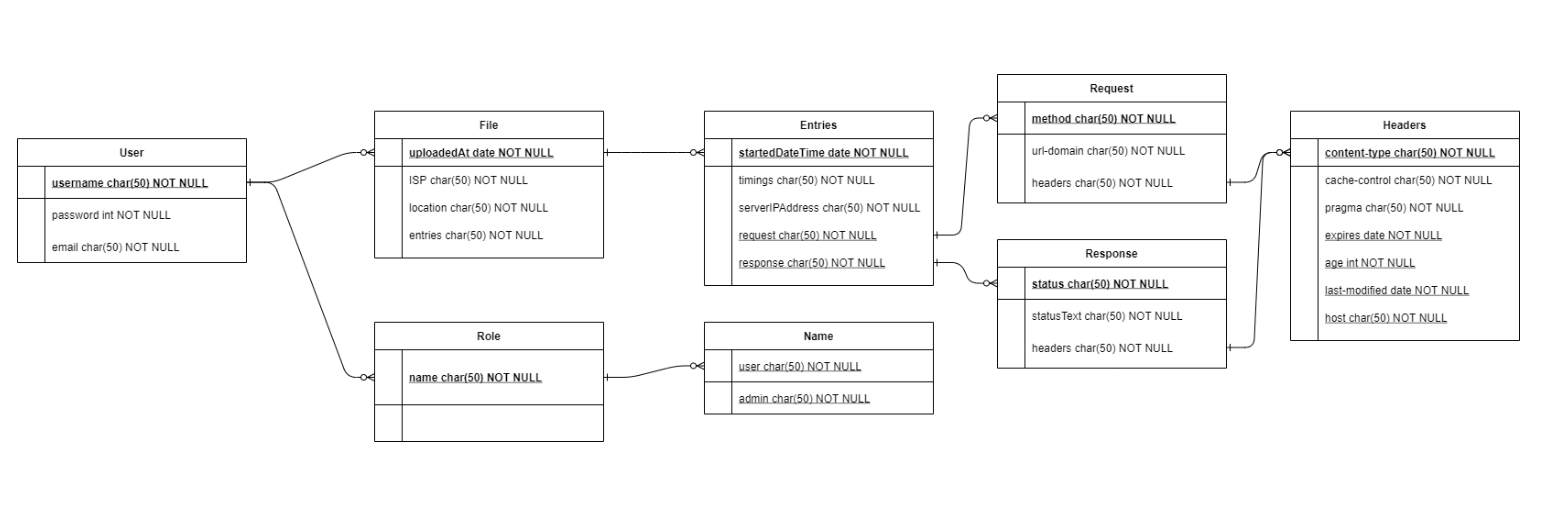 User
username char(50) NOT NULL
password int NOT NULL
email char(50) NOT NULL
File
uploadedAt date NOT NULL
ISP char(50) NOT NULL
location char(50) NOT NULL
entries char(50) NOT NULL
Role
name char(50) NOT NULL
Entries
startedDateTime date NOT NULL
timings char(50) NOT NULL
serverIPAddress char(50) NOT NULL
request char(50) NOT NULL
response char(50) NOT NULL
Name
user char(50) NOT NULL
admin char(50) NOT NULL
Request
method char(50) NOT NULL
url-domain char(50) NOT NULL
headers char(50) NOT NULL
Response
status char(50) NOT NULL
statusText char(50) NOT NULL
headers char(50) NOT NULL
Headers
content-type char(50) NOT NULL
cache-control char(50) NOT NULL
pragma char(50) NOT NULL
expires date NOT NULL
age int NOT NULL
last-modified date NOT NULL
host char(50) NOT NULL